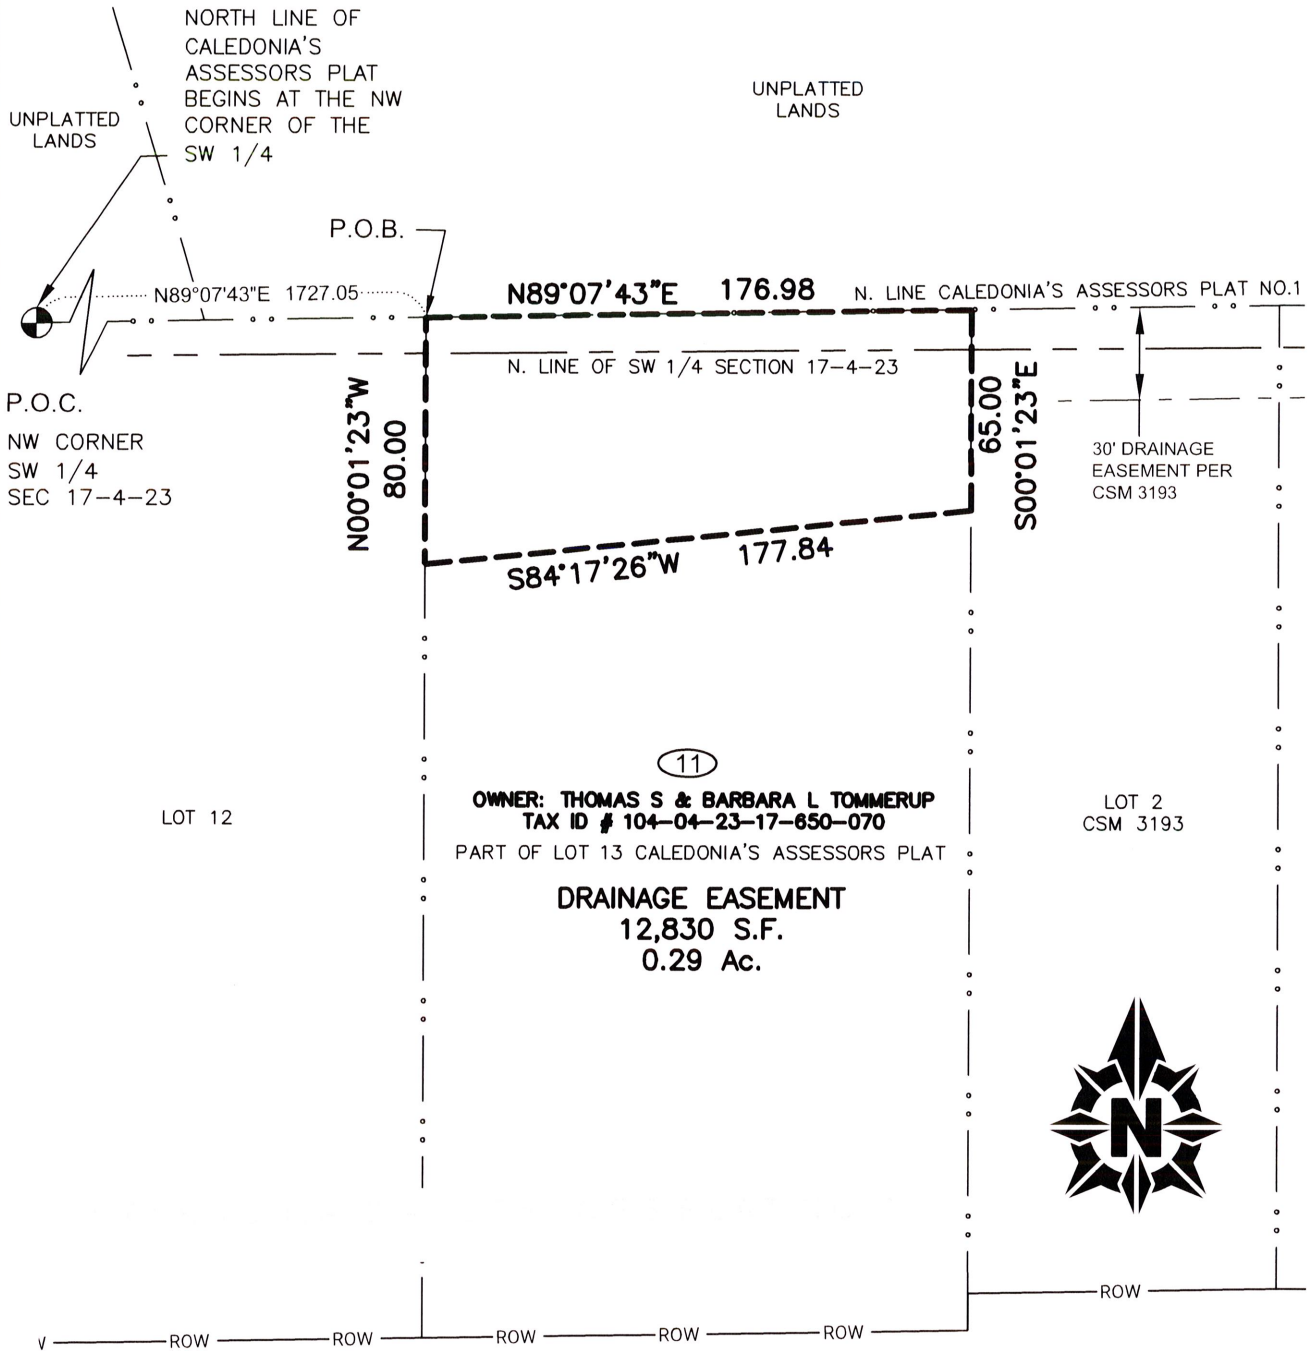 NORTH LINE OF
CALEDONIA'S
ASSESSORS PLAT
BEGINS AT THE NW
CORNER OF THE
SW 1/4
UNPLATTED
LANDS
UNPLATTED
LANDS
P.O.B.
N89°07'43"E 1727.05
N89°07'43"E 176.98
N. LINE CALEDONIA'S ASSESSORS PLAT NO.1
N. LINE OF SW 1/4 SECTION 17-4-23
P.O.C.
NW CORNER
SW 1/4
SEC 17-4-23
N00°01'23"W
80.00
65.00
S00°01'23"E
30' DRAINAGE
EASEMENT PER
CSM 3193
S84°17'26"W 177.84
11
OWNER: THOMAS S & BARBARA L TOMMERUP
TAX ID # 104-04-23-17-650-070
PART OF LOT 13 CALEDONIA'S ASSESSORS PLAT
DRAINAGE EASEMENT
12,830 S.F.
0.29 Ac.
LOT 12
LOT 2
CSM 3193
N
ROW
ROW ROW ROW ROW ROW